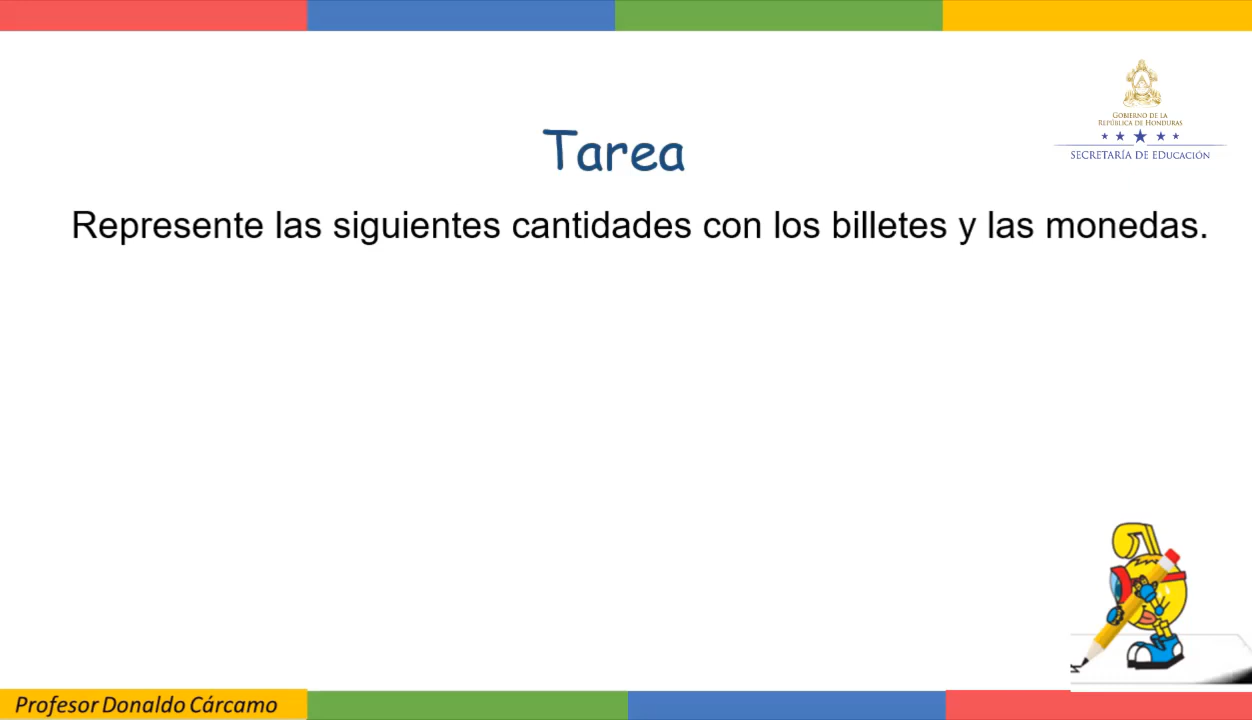 GOBIERNO DE LA
REPÚBLICA DE HONDURAS
SECRETARÍA DE EDUCACIÓN
Tarea
Represente las siguientes cantidades con los billetes y las monedas.
Profesor Donaldo Cárcamo